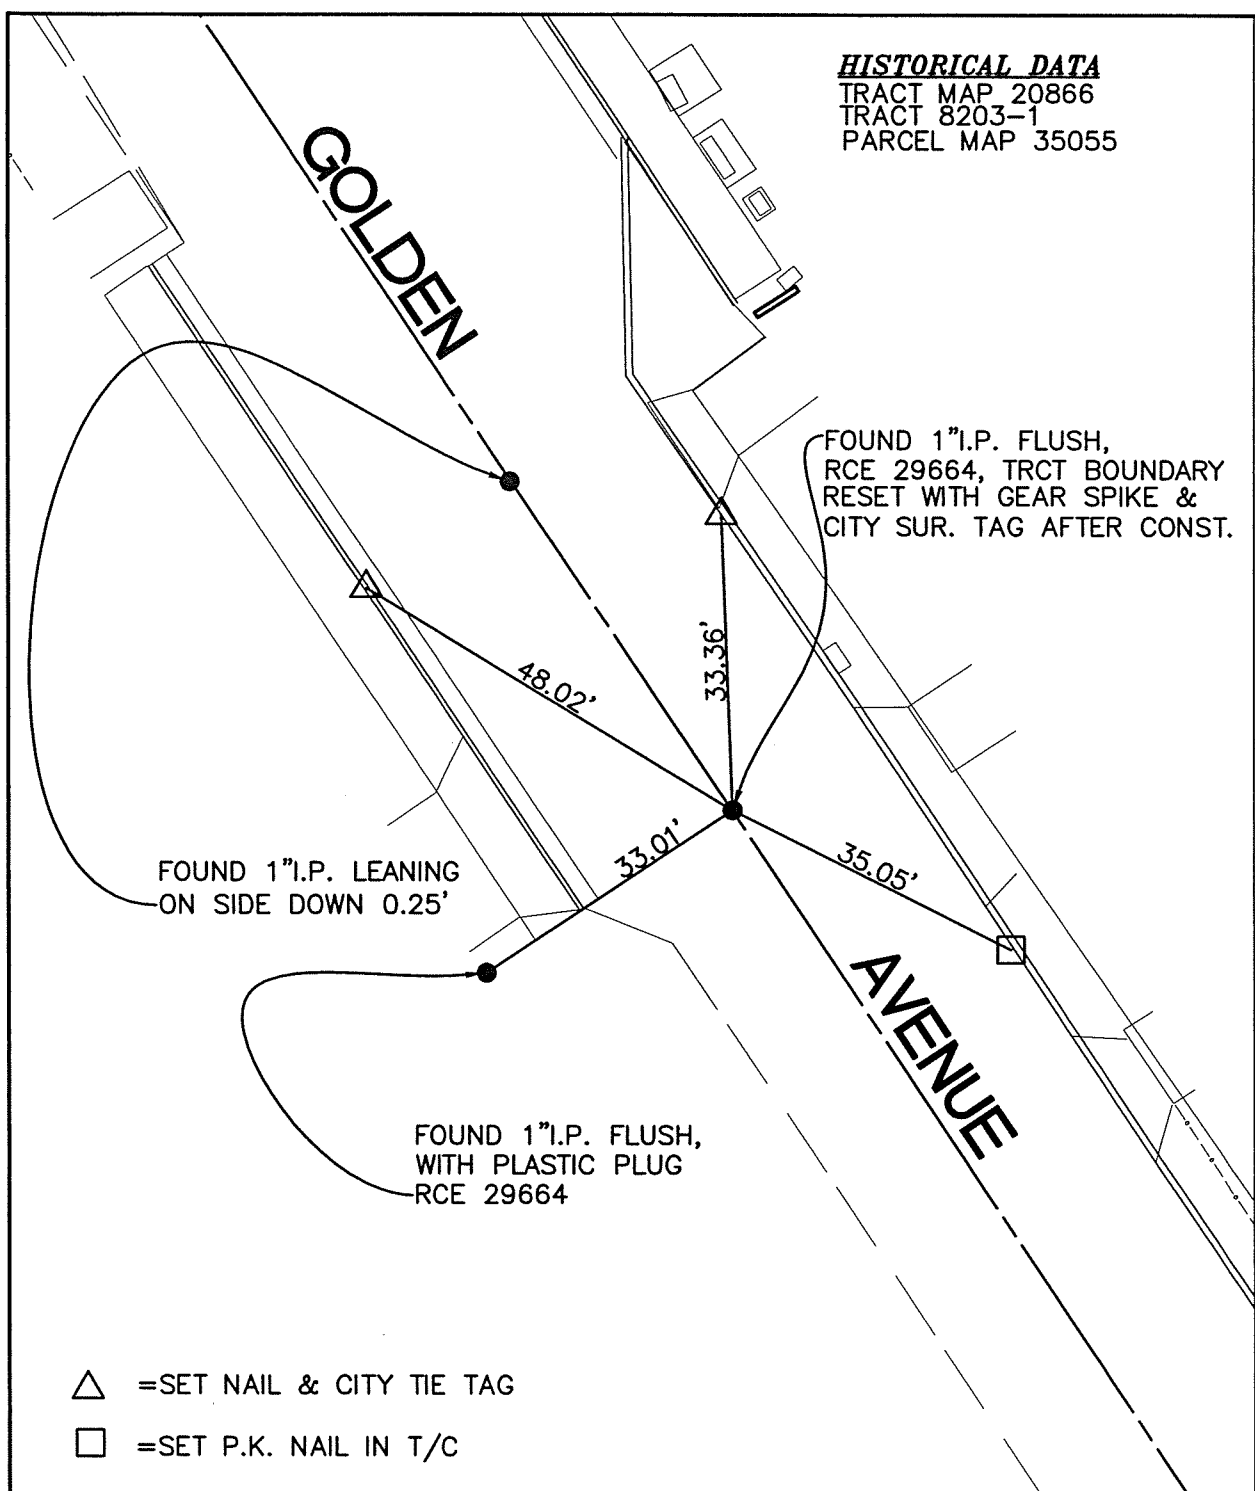 HISTORICAL DATA
TRACT MAP 20866
TRACT 8203-1
PARCEL MAP 35055
GOLDEN
FOUND 1"I.P. FLUSH,
RCE 29664, TRCT BOUNDARY
RESET WITH GEAR SPIKE &
CITY SUR. TAG AFTER CONST.
33.36'
48.02'
33.01'
35.05'
FOUND 1"I.P. LEANING
ON SIDE DOWN 0.25'
AVENUE
FOUND 1"I.P. FLUSH,
WITH PLASTIC PLUG
RCE 29664
=SET NAIL & CITY TIE TAG
=SET P.K. NAIL IN T/C